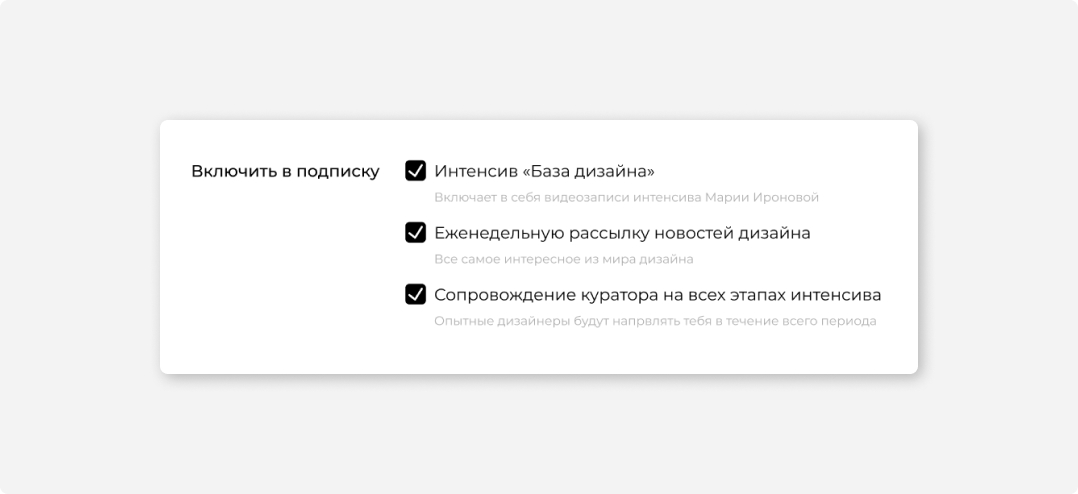 Включить в подписку
Интенсив «База дизайна»
Включает в себя видеозаписи интенсива Марии Ироновой
Еженедельную рассылку новостей дизайна
Все самое интересное из мира дизайна
Сопровождение куратора на всех этапах интенсива
Опытные дизайнеры будут напрвлять тебя в течение всего периода